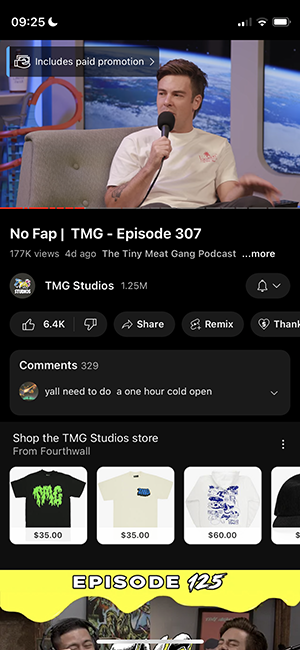 09:25
Includes paid promotion
No Fap | TMG - Episode 307
177K views 4d ago The Tiny Meat Gang Podcast ...more
STUDIOS
TMG Studios 1.25M
6.4K
Share
Remix
Thank
Comments 329
yall need to do a one hour cold open
Shop the TMG Studios store
From Fourthwall
TMG
$35.00
$35.00
$60.00
EPISODE 125